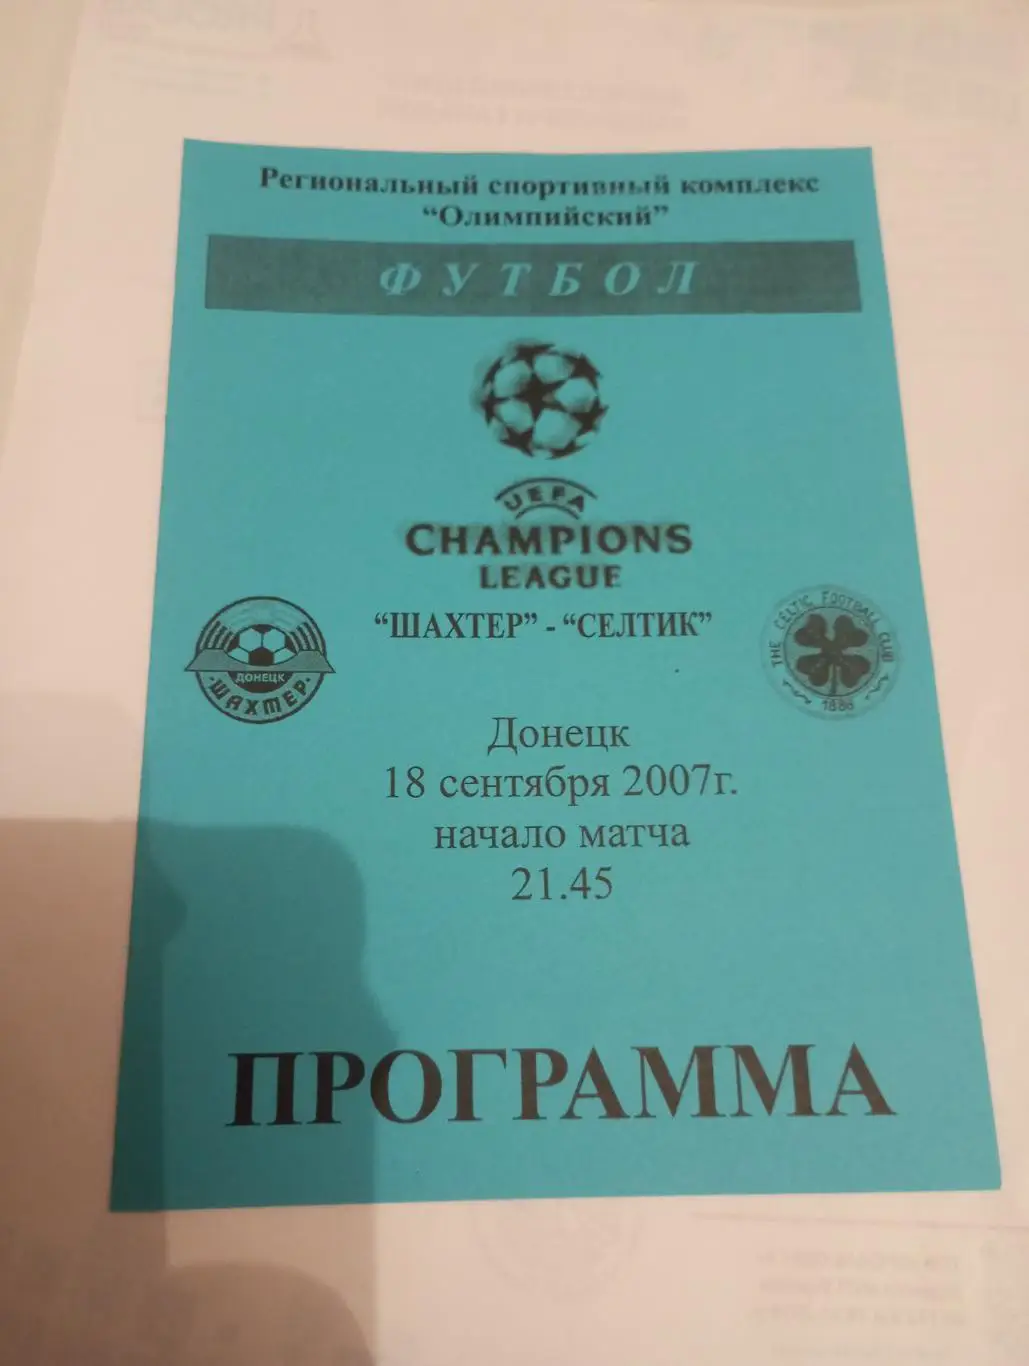 Региональный спортивный комплекс
“Олимпийский”
ФУТБОЛ
UEFA
CHAMPIONS
LEAGUE
“ШАХТЕР” - “СЕЛТИК”
ДОНЕЦК
ШАХТЕР
THE CELTIC FOOTBALL CLUB
1888
Донецк
18 сентября 2007г.
начало матча
21.45
ПРОГРАММА